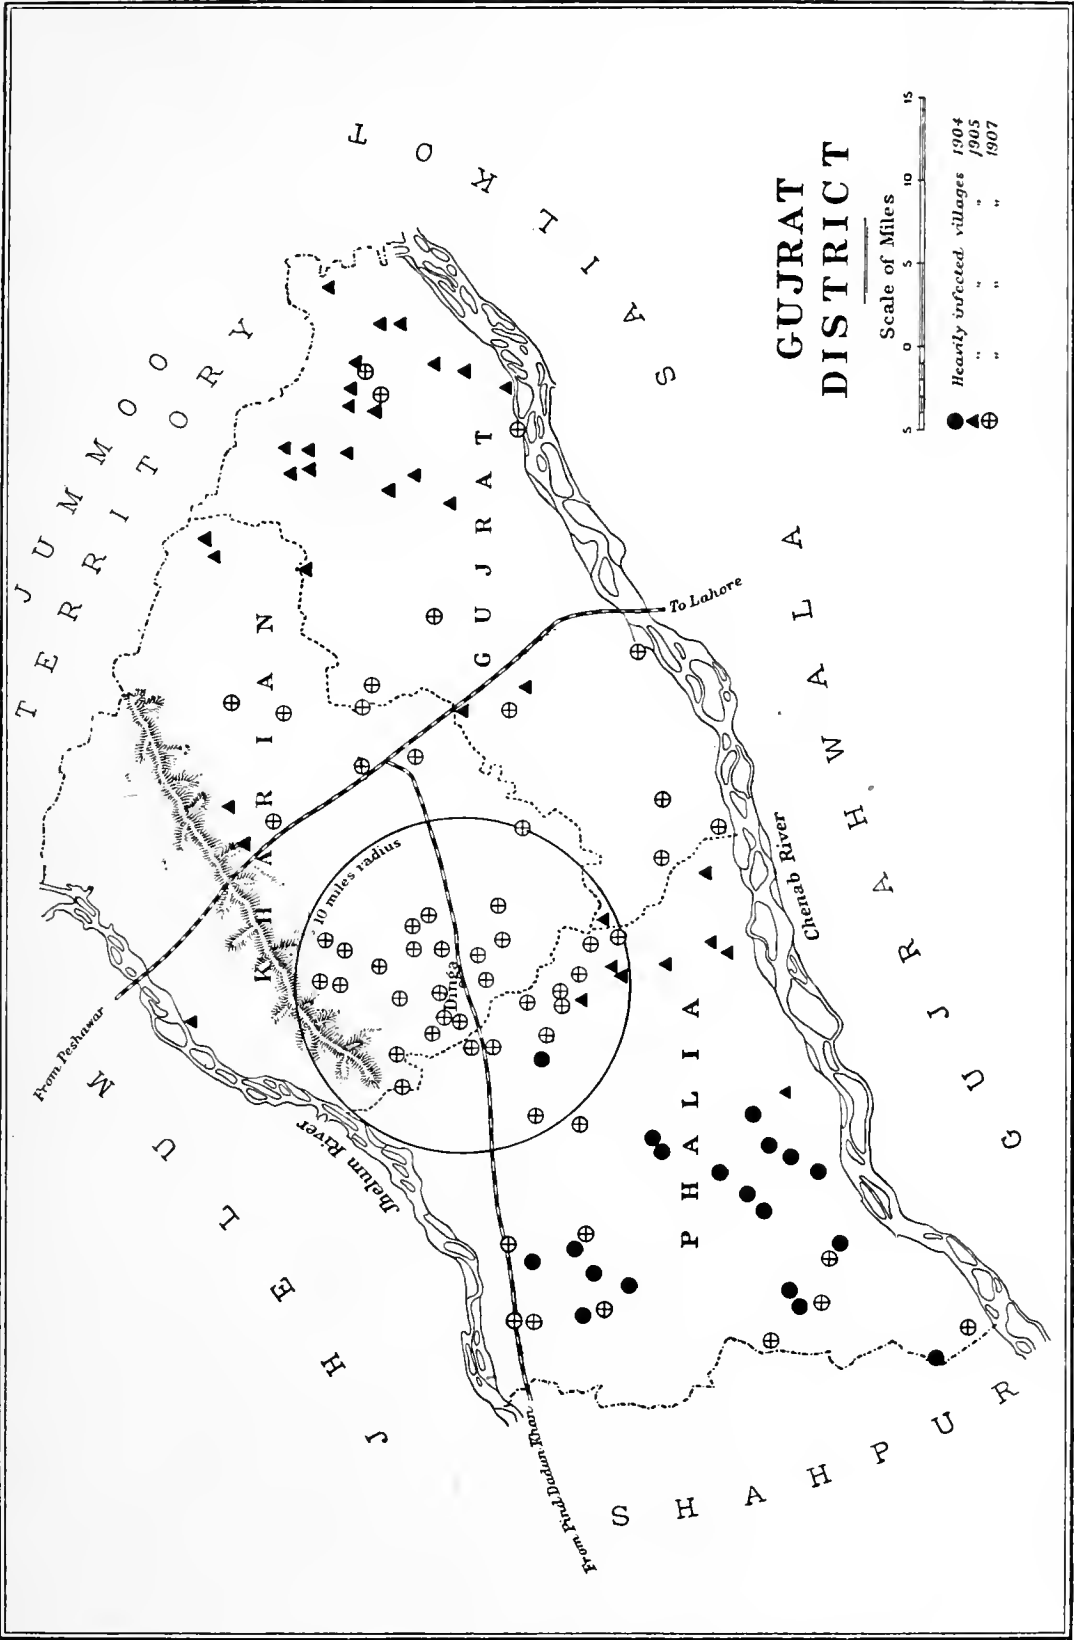 GUJRAT
DISTRICT
Scale of Miles
5 0 5 10 15
Heavily infected villages 1904
" " " 1905
" " " 1907
JUMMOO
TERRITORY
SIALKOT
GUJRAHWALA
SHAHPUR
JHELUM
KHARIAN
GUJRAT
PHALIA
From Peshawar
To Lahore
From Pind Dadun Khan
Jhelum River
Chenab River
10 miles radius
Dinga